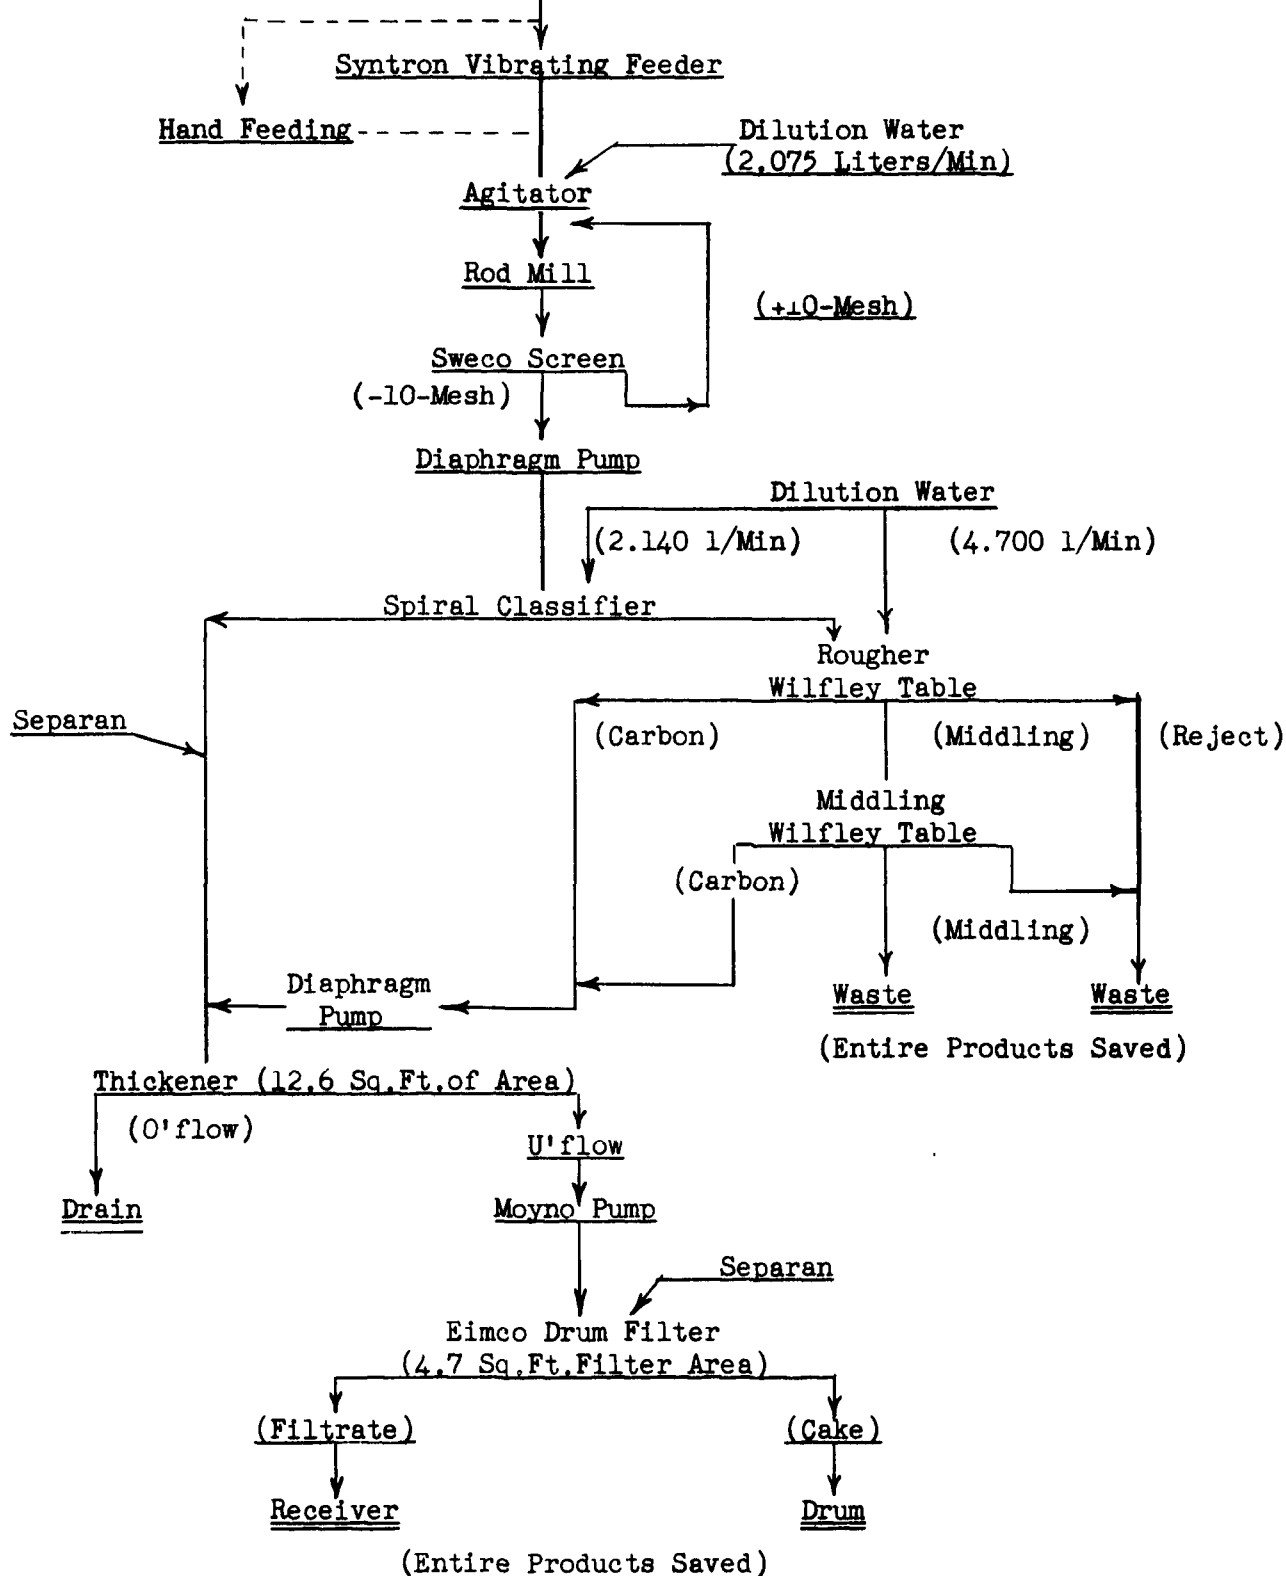 Syntron Vibrating Feeder
Hand Feeding
Dilution Water
(2,075 Liters/Min)
Agitator
Rod Mill
(+10-Mesh)
Sweco Screen
(-10-Mesh)
Diaphragm Pump
Dilution Water
(2.140 l/Min)
(4.700 l/Min)
Spiral Classifier
Rougher
Wilfley Table
Separan
(Carbon)
(Middling)
(Reject)
Middling
Wilfley Table
(Carbon)
(Middling)
Diaphragm
Pump
Waste
Waste
(Entire Products Saved)
Thickener (12.6 Sq.Ft.of Area)
(O'flow)
U'flow
Drain
Moyno Pump
Separan
Eimco Drum Filter
(4.7 Sq.Ft.Filter Area)
(Filtrate)
(Cake)
Receiver
Drum
(Entire Products Saved)